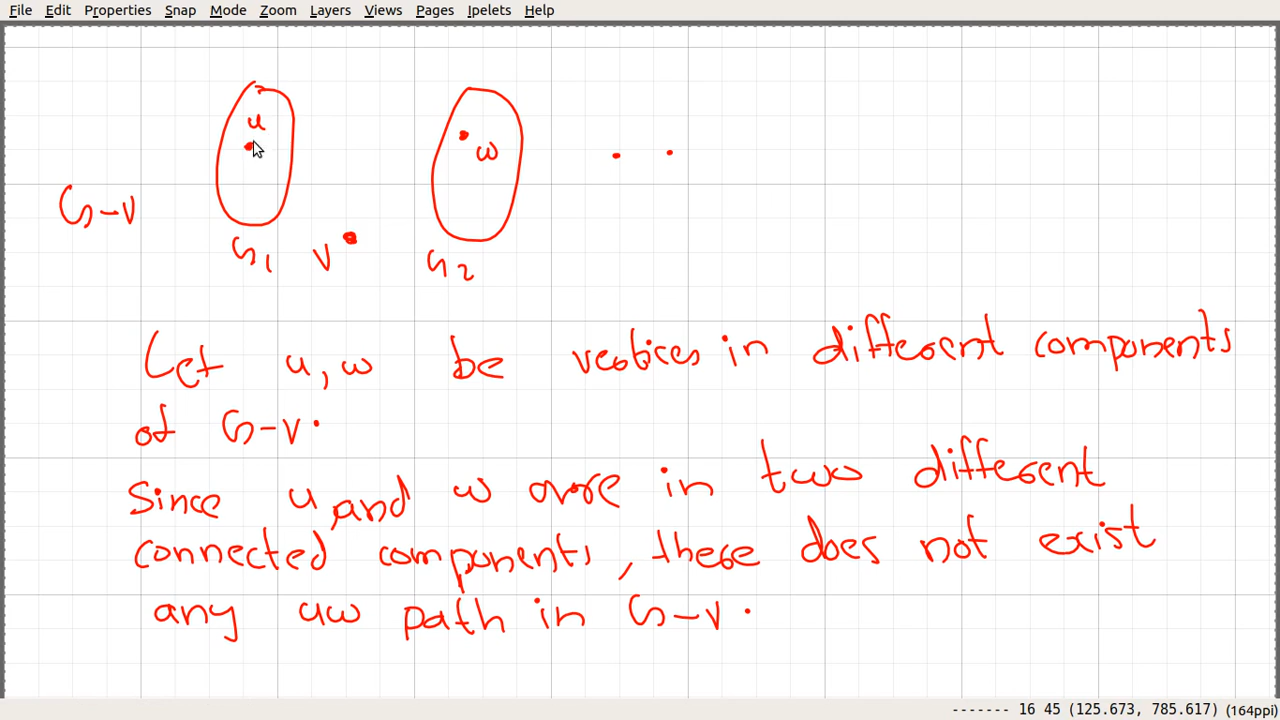 File Edit Properties Snap Mode Zoom Layers Views Pages Ipelets Help
u
w
G-v
G1 v G2
Let u, w be vertices in different components
of G-v.
Since u and w are in two different
connected components, there does not exist
any uw path in G-v.
------- 16 45 (125.673, 785.617) (164ppi)